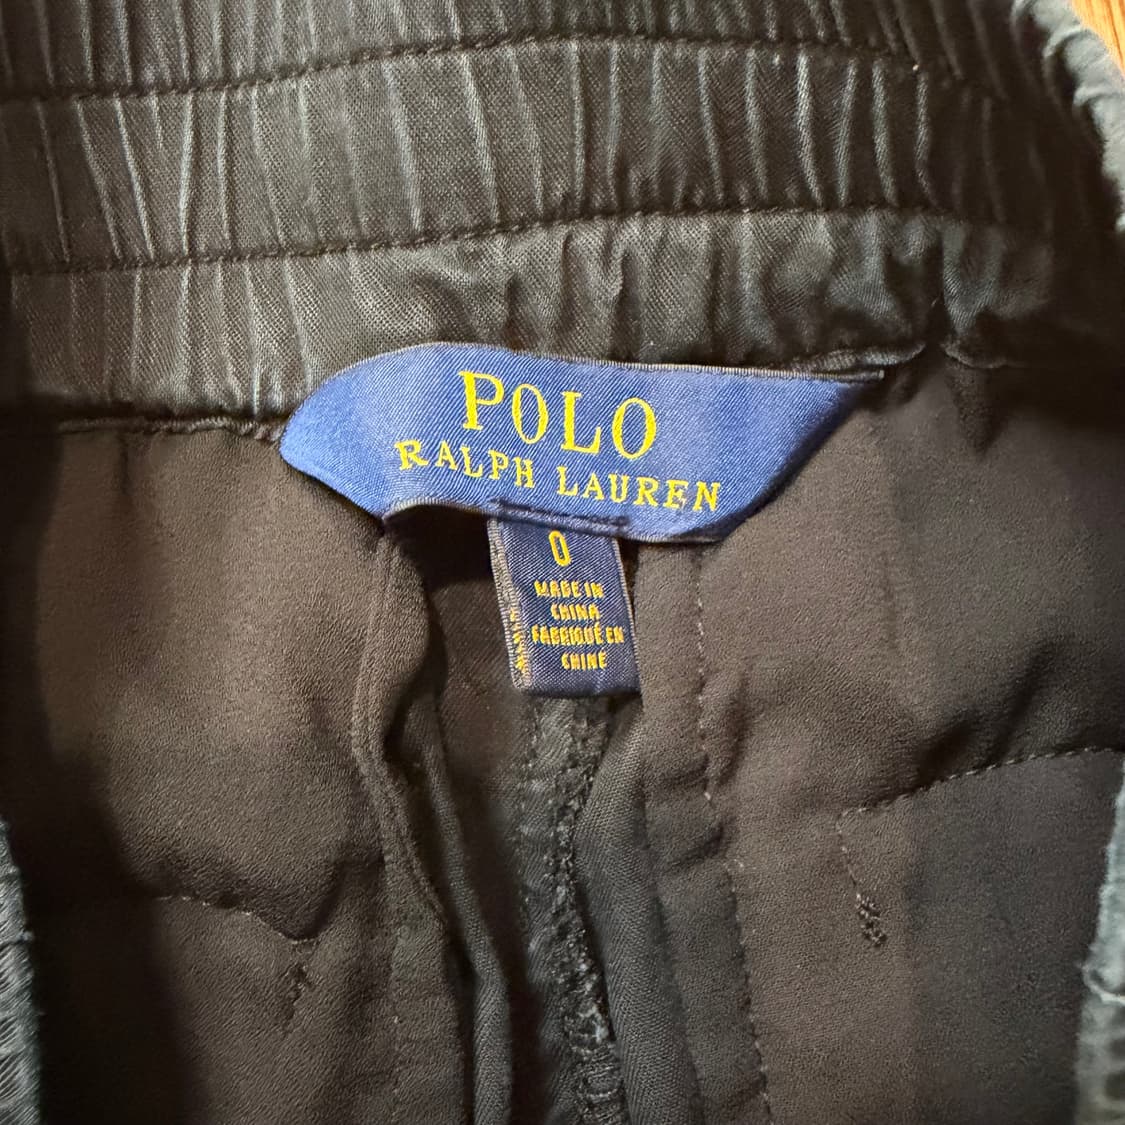 POLO
RALPH LAUREN
0
MADE IN
CHINA
FABRIQUÉ EN
CHINE